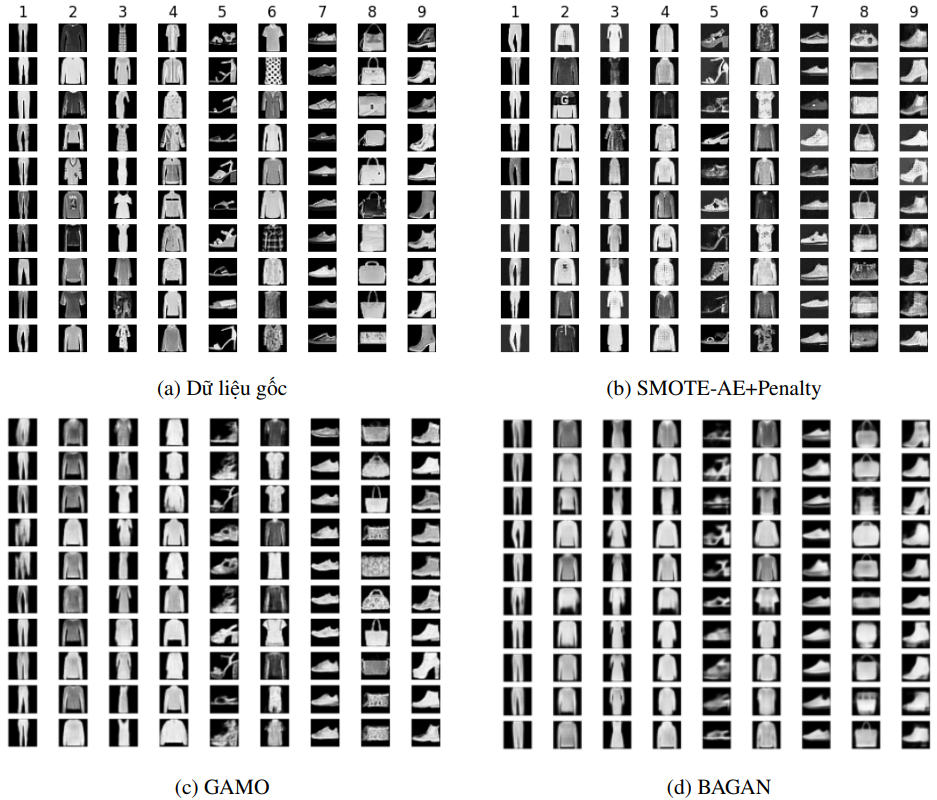 1 2 3 4 5 6 7 8 9
1 2 3 4 5 6 7 8 9
G
(a) Dữ liệu gốc
(b) SMOTE-AE+Penalty
(c) GAMO
(d) BAGAN